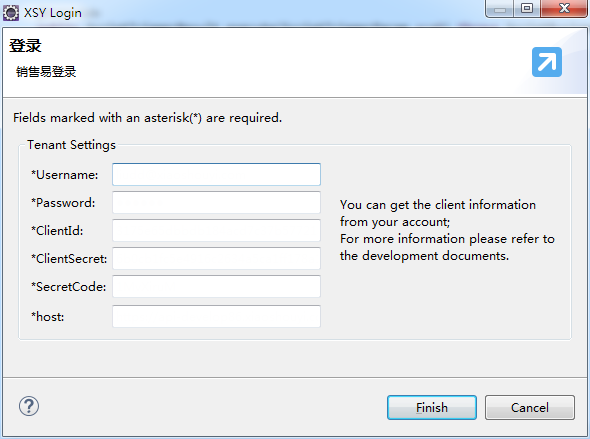 XSY Login
登录
销售易登录
Fields marked with an asterisk(*) are required.
Tenant Settings
*Username:
*Password:
*ClientId:
*ClientSecret:
*SecretCode:
*host:
You can get the client information
from your account;
For more information please refer to
the development documents.
Finish
Cancel